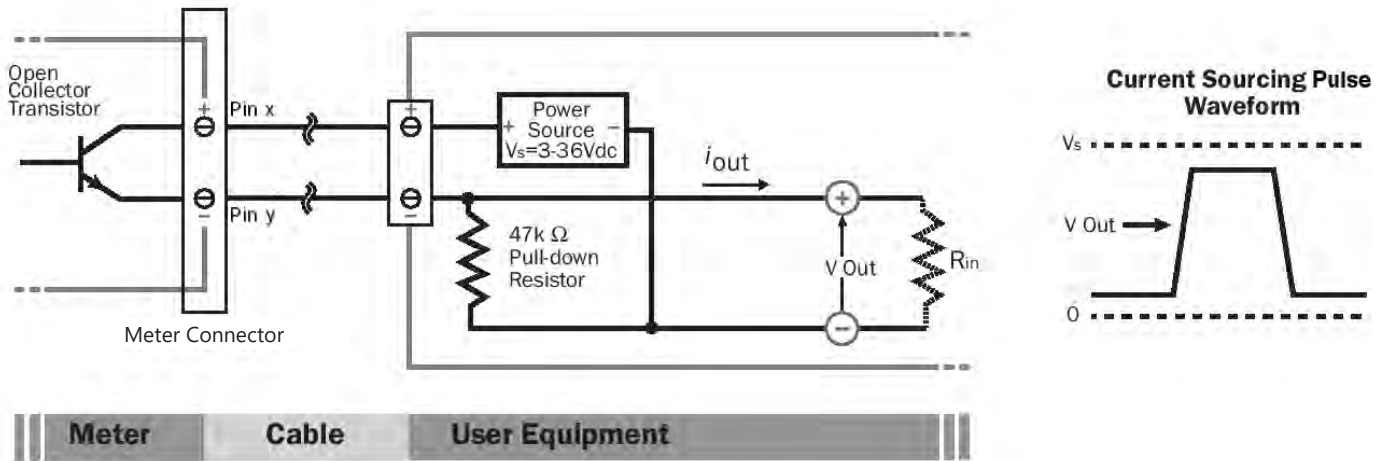 Open
Collector
Transistor
+
Pin x
−
Pin y
Meter Connector
+
−
+ Power −
Source
Vs=3-36Vdc
47k Ω
Pull-down
Resistor
iout
+
V Out
−
Rin
Current Sourcing Pulse
Waveform
Vs
V Out
0
Meter
Cable
User Equipment